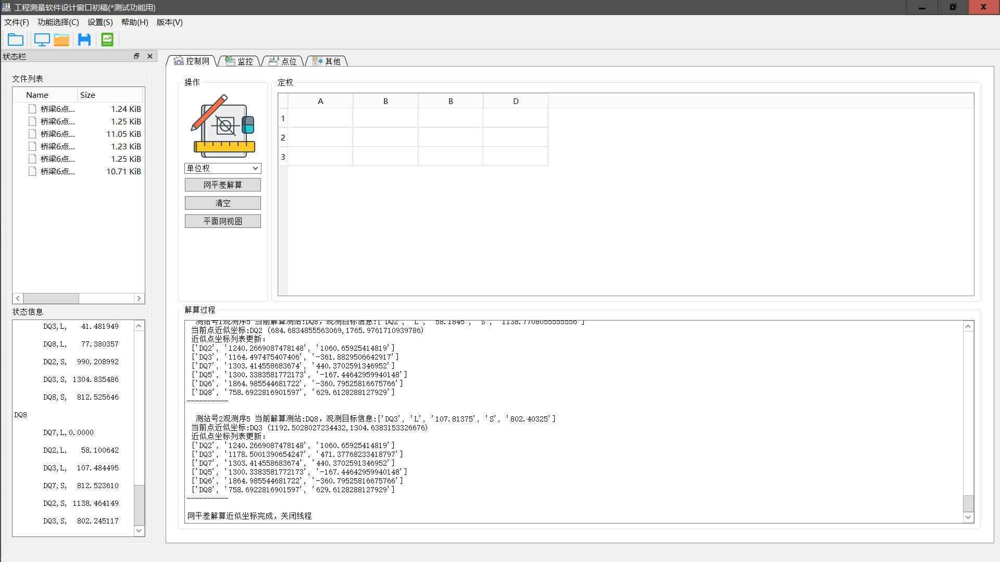 工程测量软件设计窗口初稿(*测试功能用)
文件(F) 功能选择(C) 设置(S) 帮助(H) 版本(V)
状态栏
文件列表
Name Size
桥梁6点... 1.24 KiB
桥梁6点... 1.25 KiB
桥梁6点... 11.05 KiB
桥梁6点... 1.23 KiB
桥梁6点... 1.25 KiB
桥梁6点... 10.71 KiB
状态信息
DQ3,L, 41.481949
DQ8,L, 77.380357
DQ2,S, 990.208992
DQ3,S, 1304.835486
DQ8,S, 812.525646
DQ8
DQ7,L,0.0000
DQ2,L, 58.100642
DQ3,L, 107.484495
DQ7,S, 812.523610
DQ2,S, 1138.464149
DQ3,S, 802.245117
控制网 监控 点位 其他
操作
单位权
网平差解算
清空
平面网视图
定权
A B B D
1
2
3
解算过程
测站号1观测序5 当前解算测站:DQ8，观测目标信息:['DQ2', 'L', '58.1845', 'S', '1138.7708055555556']
当前点近似坐标:DQ2 (684.6834855563069,1765.9761710939786)
近似点坐标列表更新:
['DQ2', '1240.2669087478148', '1060.65925414819']
['DQ3', '1164.497475407406', '-361.8829506642917']
['DQ7', '1303.414558683674', '440.3702591346952']
['DQ5', '1300.3383581772173', '-167.44642959940148']
['DQ6', '1864.985544681722', '-360.79525816675766']
['DQ8', '758.6922816901597', '629.6128288127929']
----------
测站号2观测序5 当前解算测站:DQ8，观测目标信息:['DQ3', 'L', '107.81375', 'S', '802.40325']
当前点近似坐标:DQ3 (1192.5028027234432,1304.6383153326676)
近似点坐标列表更新:
['DQ2', '1240.2669087478148', '1060.65925414819']
['DQ3', '1178.5001390654247', '471.37768233418797']
['DQ7', '1303.414558683674', '440.3702591346952']
['DQ5', '1300.3383581772173', '-167.44642959940148']
['DQ6', '1864.985544681722', '-360.79525816675766']
['DQ8', '758.6922816901597', '629.6128288127929']
----------
网平差解算近似坐标完成，关闭线程